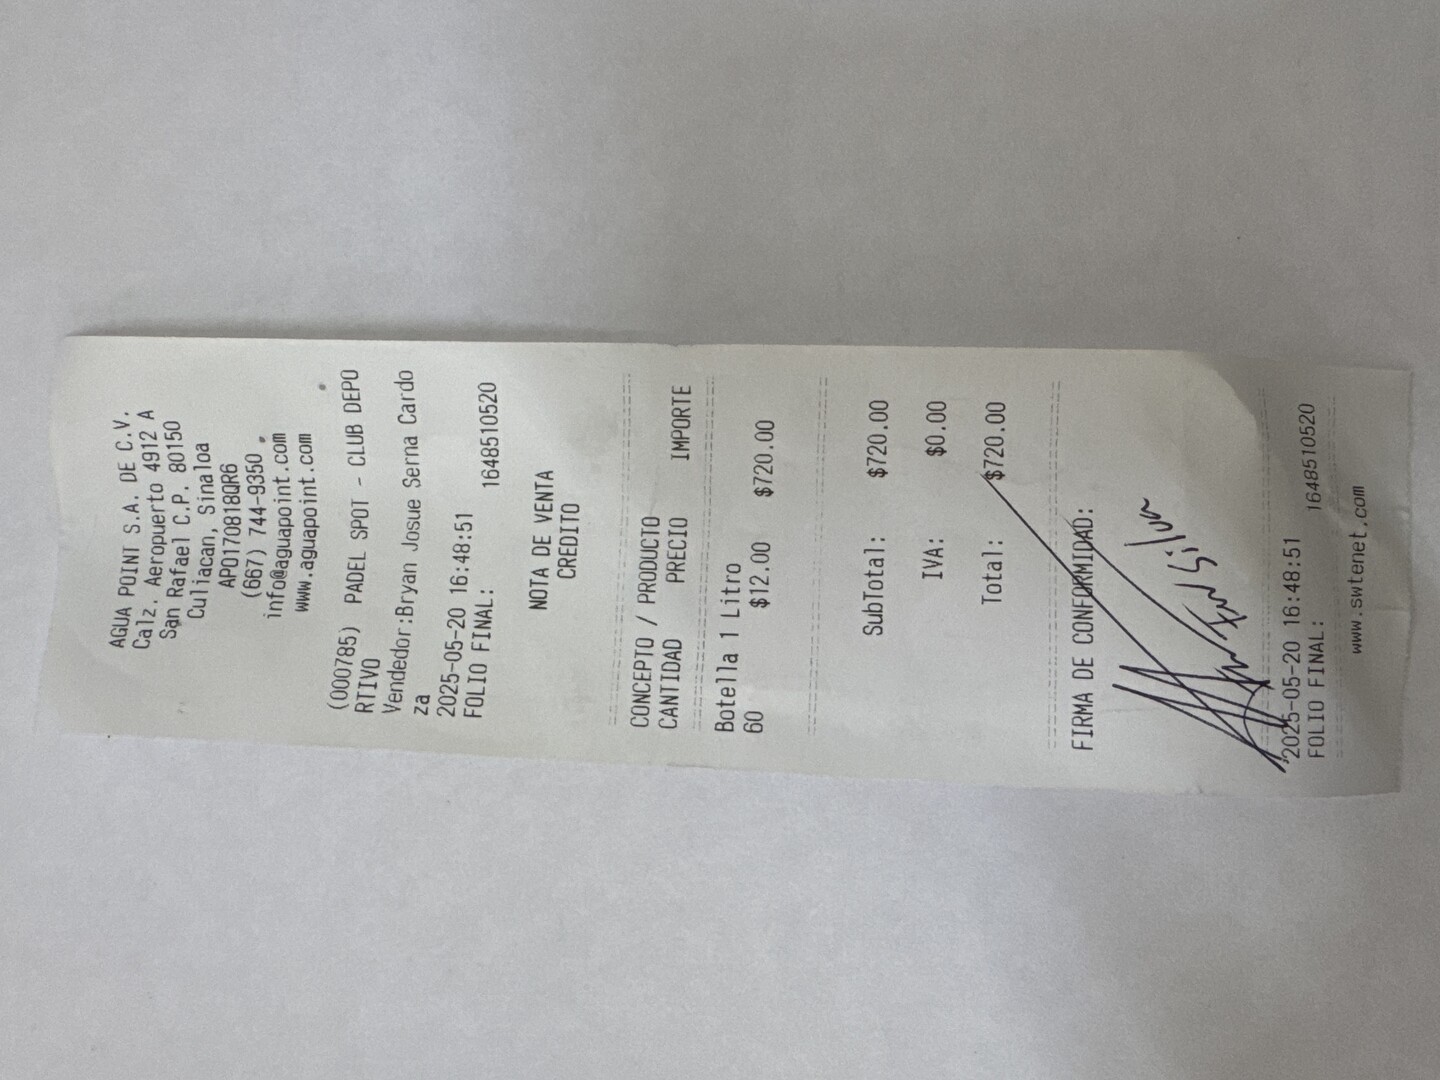 AGUA POINT S.A. DE C.V.
Calz. Aeropuerto 4912 A
San Rafael C.P. 80150
Culiacan, Sinaloa
APO170818QR6
(667) 744-9350
info@aguapoint.com
www.aguapoint.com
(000785) PADEL SPOT - CLUB DEPO
RTIVO
Vendedor:Bryan Josue Serna Cardo
za
2025-05-20 16:48:51
FOLIO FINAL: 1648510520
NOTA DE VENTA
CREDITO
CONCEPTO / PRODUCTO
CANTIDAD PRECIO IMPORTE
Botella 1 Litro
60 $12.00 $720.00
SubTotal: $720.00
IVA: $0.00
Total: $720.00
FIRMA DE CONFORMIDAD:
Silva
2025-05-20 16:48:51
FOLIO FINAL: 1648510520
www.swtenet.com